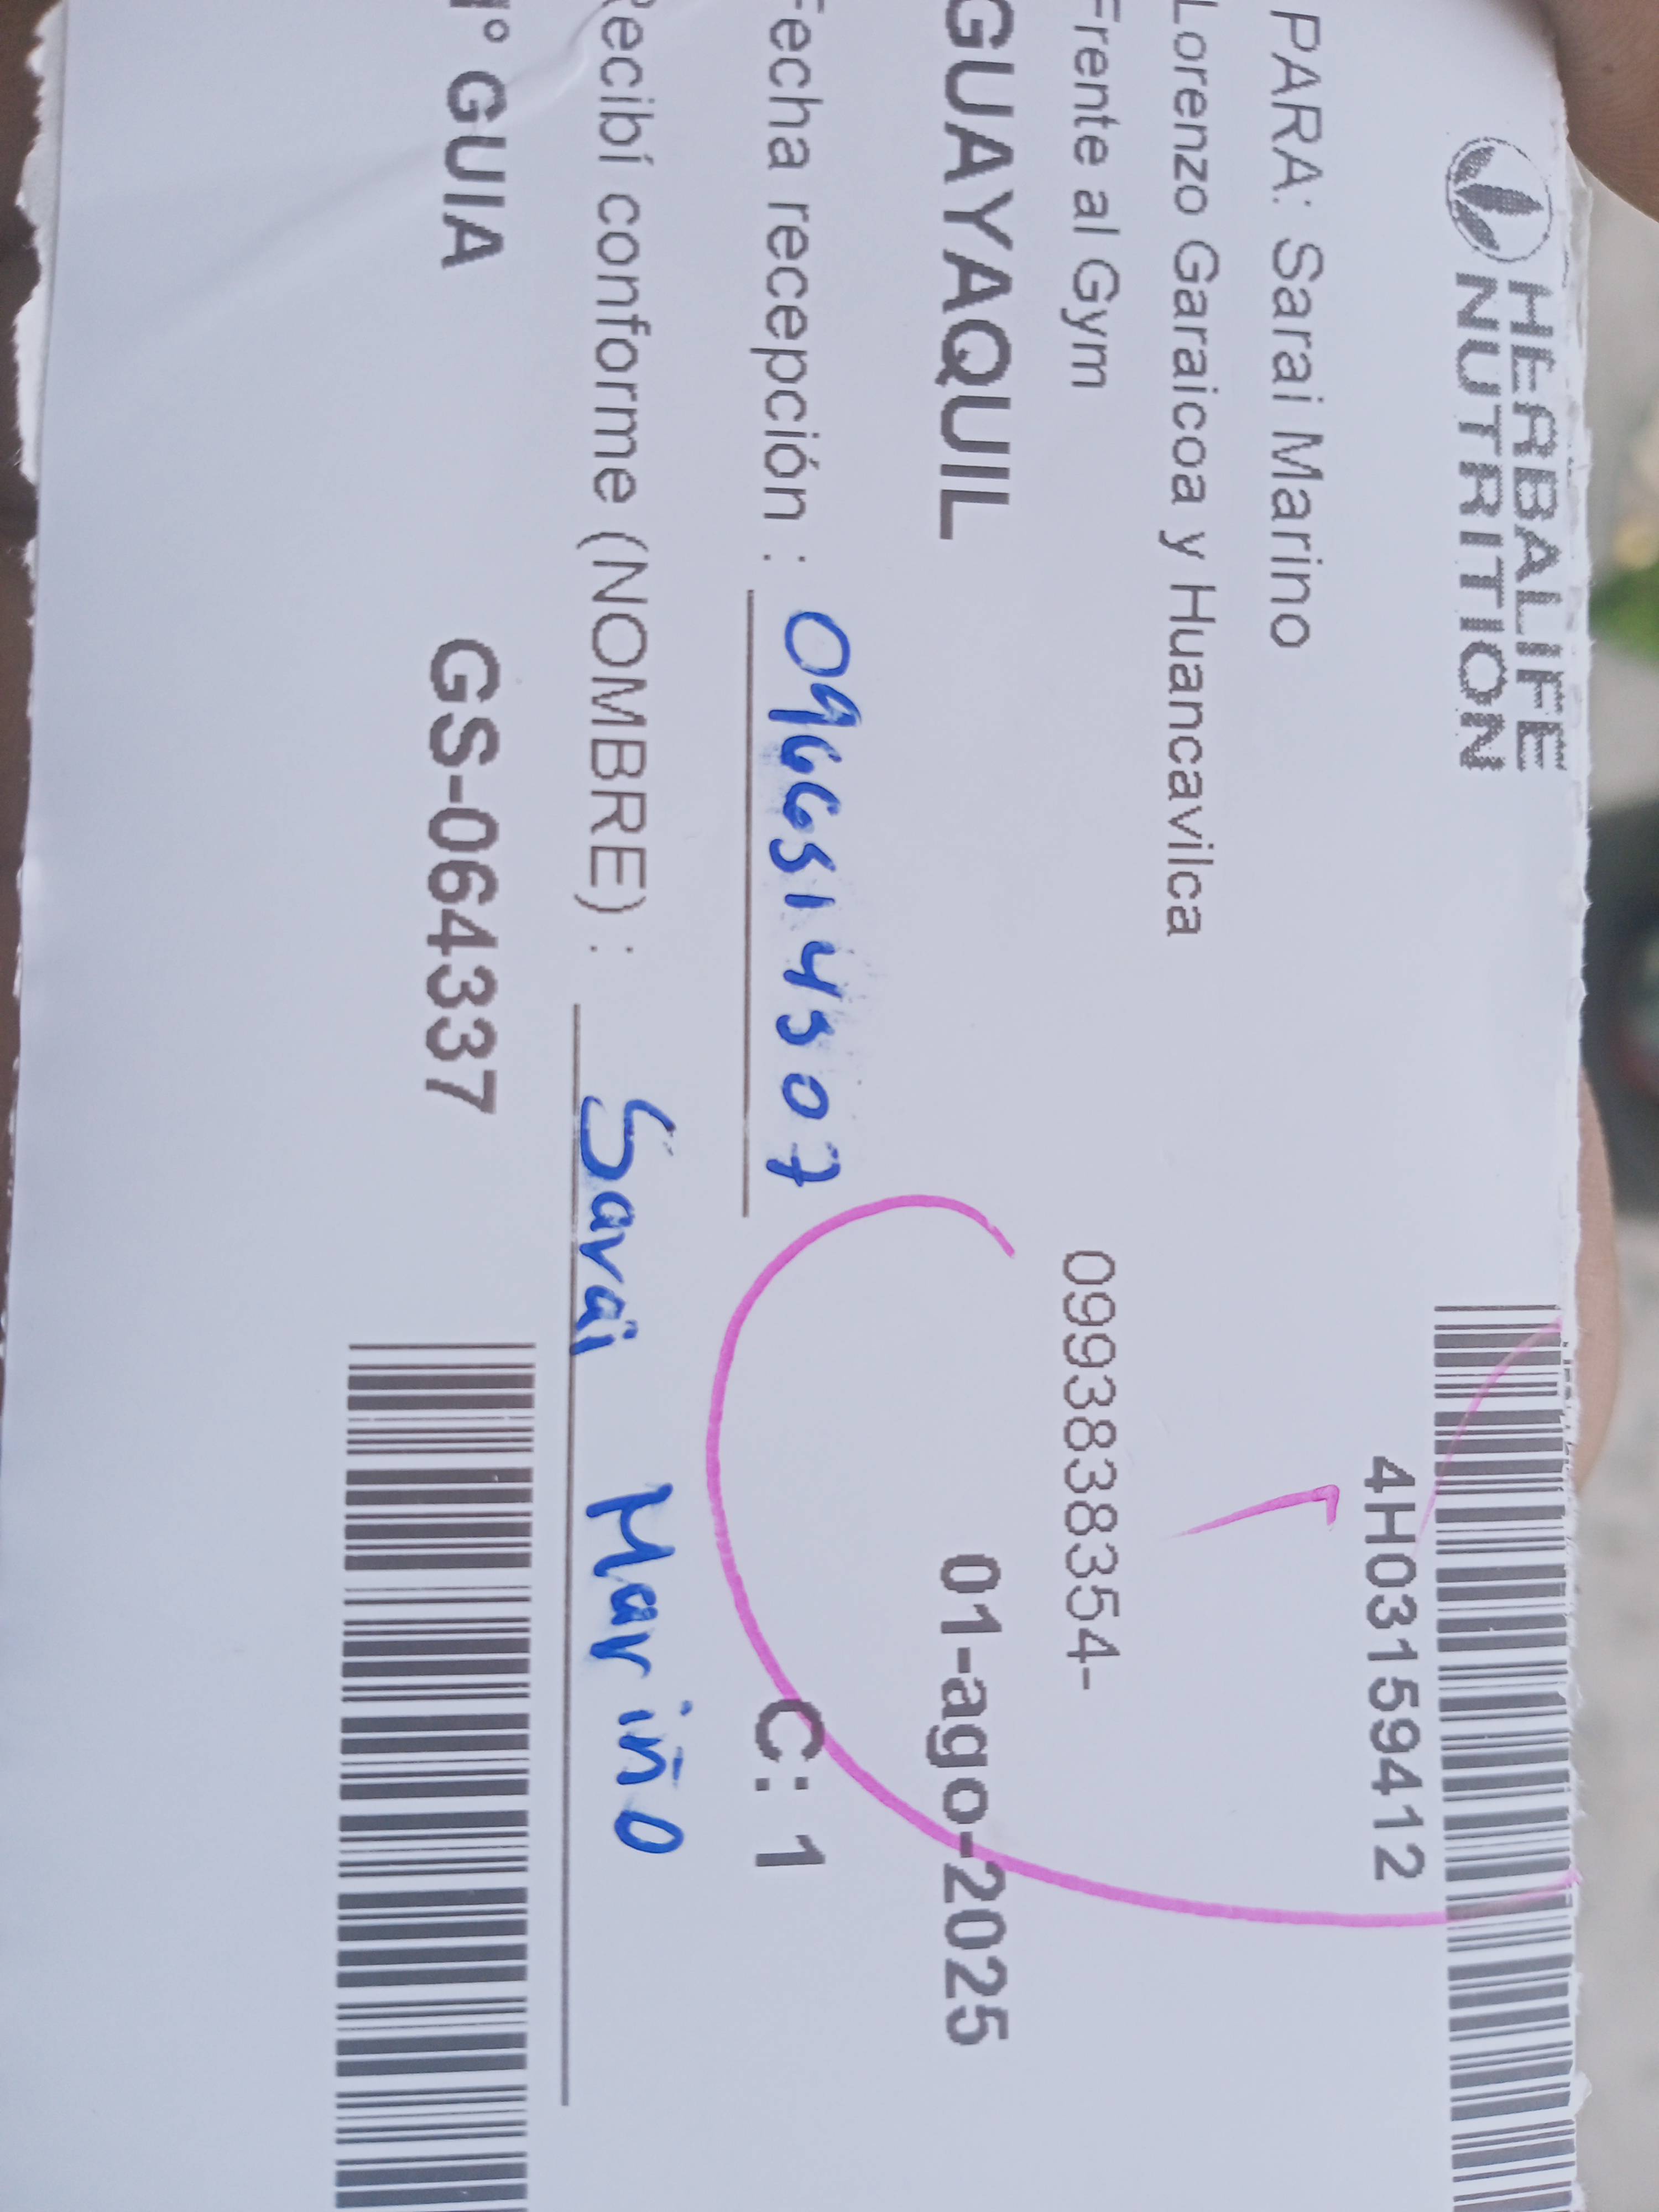 HERBALIFE
NUTRITION
4H03159412
PARA: Sarai Marino
Lorenzo Garaicoa y Huancavilca
Frente al Gym 0993838354-
GUAYAQUIL 01-ago-2025
Fecha recepción : 0966514507 C: 1
Recibí conforme (NOMBRE) : Sarai Mariño
N° GUIA GS-064337